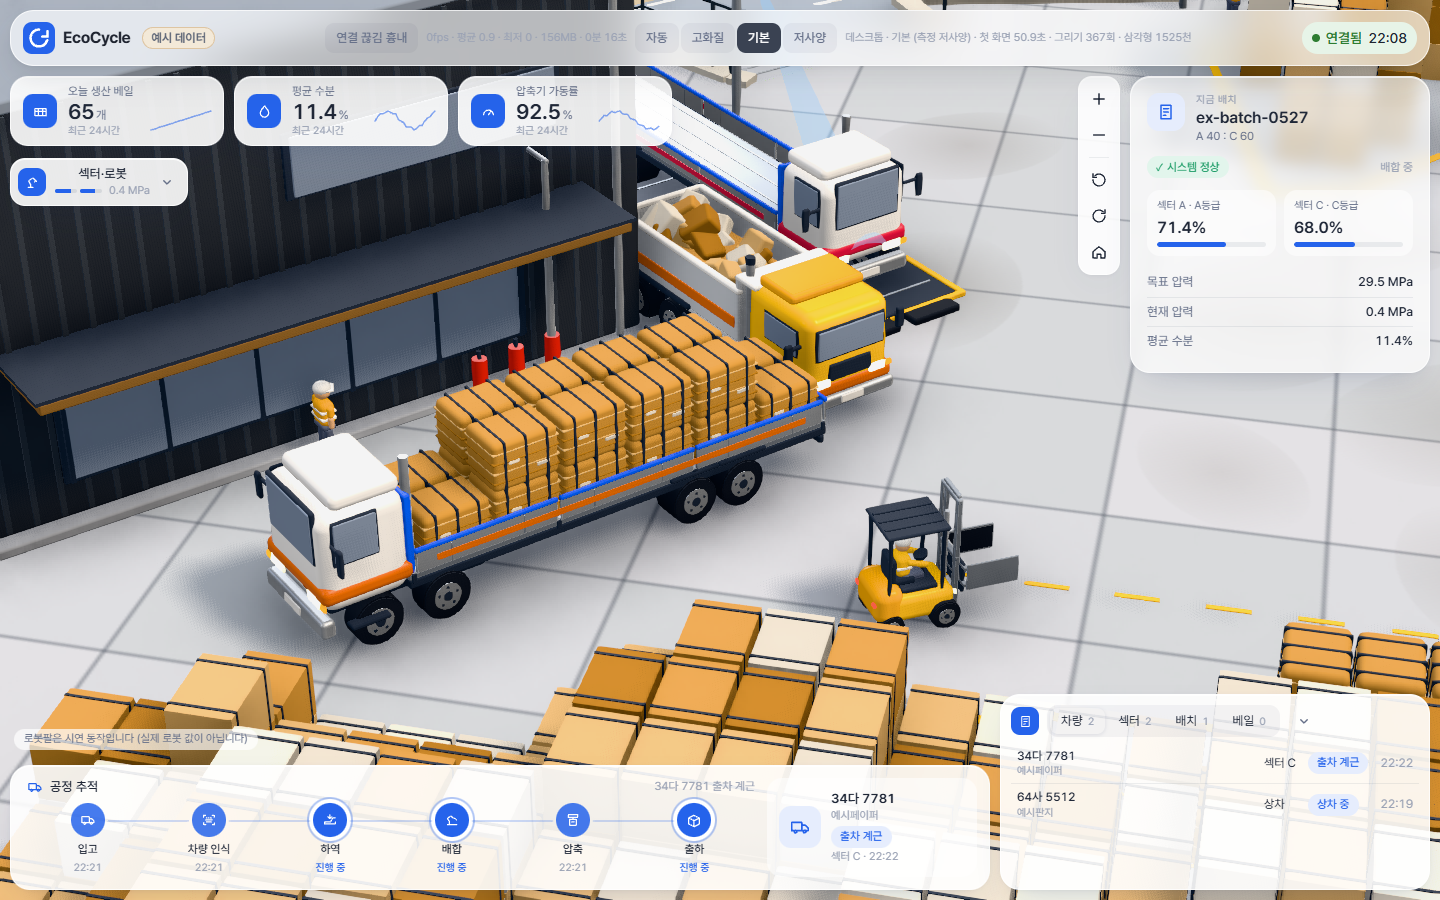 EcoCycle
예시 데이터
연결 끊김 흉내
0fps · 평균 0.9 · 최저 0 · 156MB · 0분 16초
자동
고화질
기본
저사양
데스크톱 · 기본 (측정 저사양) · 첫 화면 50.9초 · 그리기 367회 · 삼각형 1525천
연결됨 22:08
오늘 생산 베일
65개
최근 24시간
평균 수분
11.4%
최근 24시간
압축기 가동률
92.5%
최근 24시간
섹터·로봇
0.4 MPa
지금 배치
ex-batch-0527
A 40 : C 60
✓ 시스템 정상
배합 중
섹터 A · A등급
71.4%
섹터 C · C등급
68.0%
목표 압력 29.5 MPa
현재 압력 0.4 MPa
평균 수분 11.4%
로봇팔은 시연 동작입니다 (실제 로봇 값이 아닙니다)
공정 추적
34다 7781 출차 계근
입고
22:21
차량 인식
22:21
하역
진행 중
배합
진행 중
압축
22:21
출하
진행 중
34다 7781
예시페이퍼
출차 계근
섹터 C · 22:22
차량 2
섹터 2
배치 1
베일 0
34다 7781
예시페이퍼
섹터 C
출차 계근
22:22
64사 5512
예시판지
상차
상차 중
22:19